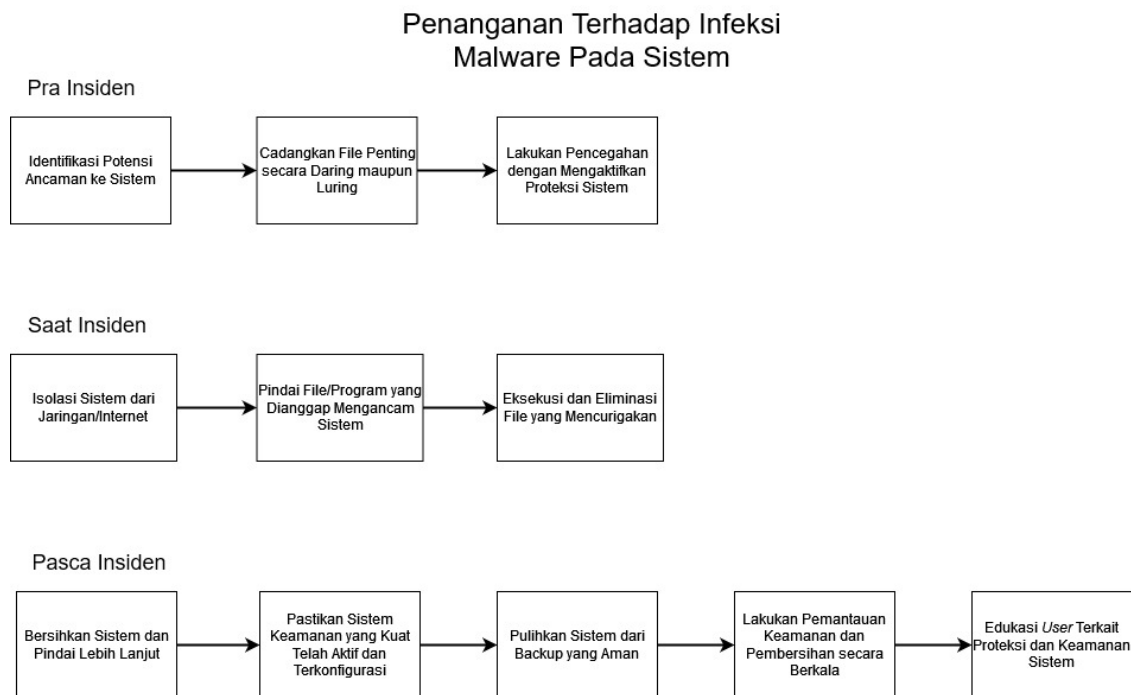 Penanganan Terhadap Infeksi
Malware Pada Sistem
Pra Insiden
Identifikasi Potensi
Ancaman ke Sistem
Cadangkan File Penting
secara Daring maupun
Luring
Lakukan Pencegahan
dengan Mengaktifkan
Proteksi Sistem
Saat Insiden
Isolasi Sistem dari
Jaringan/Internet
Pindai File/Program yang
Dianggap Mengancam
Sistem
Eksekusi dan Eliminasi
File yang Mencurigakan
Pasca Insiden
Bersihkan Sistem dan
Pindai Lebih Lanjut
Pastikan Sistem
Keamanan yang Kuat
Telah Aktif dan
Terkonfigurasi
Pulihkan Sistem dari
Backup yang Aman
Lakukan Pemantauan
Keamanan dan
Pembersihan secara
Berkala
Edukasi User Terkait
Proteksi dan Keamanan
Sistem